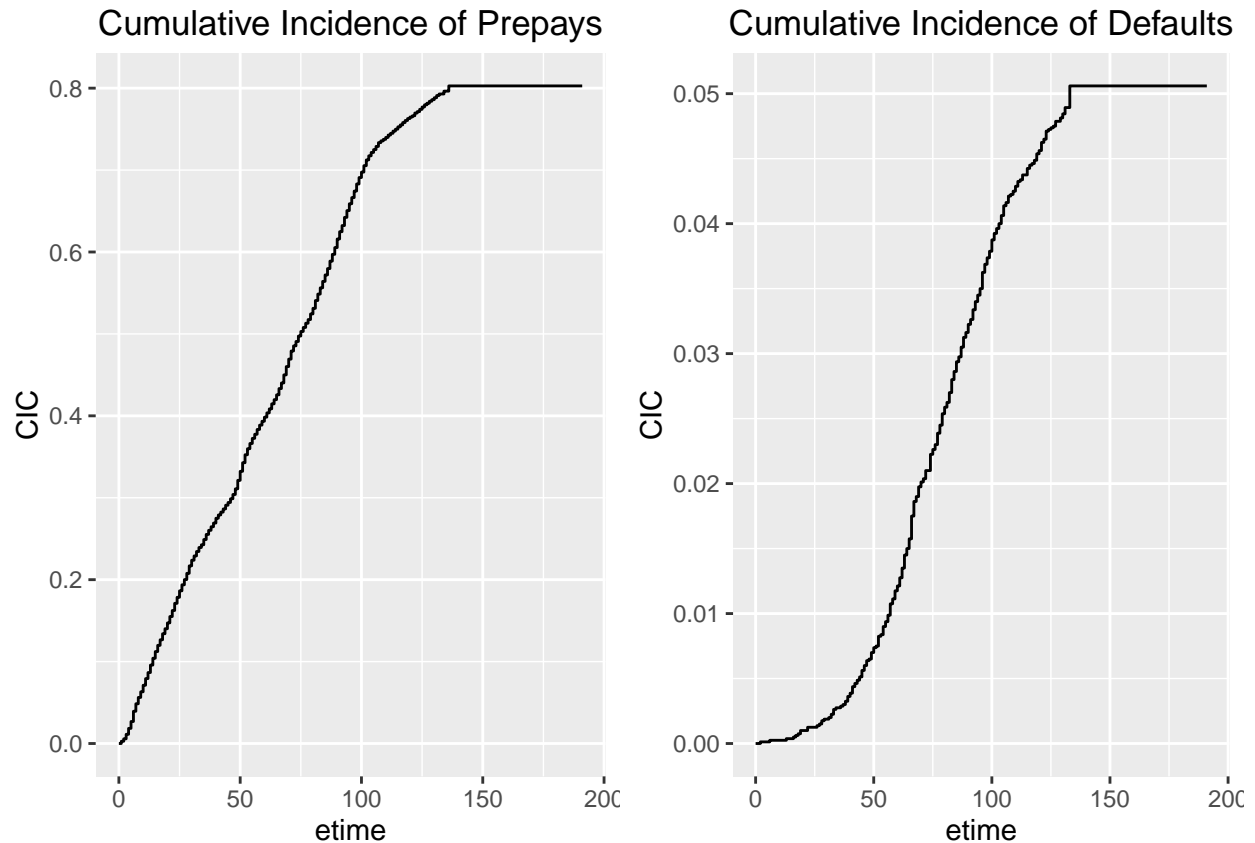 Cumulative Incidence of Prepays
CIC
0.8
0.6
0.4
0.2
0.0
0 50 100 150 200
etime
Cumulative Incidence of Defaults
CIC
0.05
0.04
0.03
0.02
0.01
0.00
0 50 100 150 200
etime